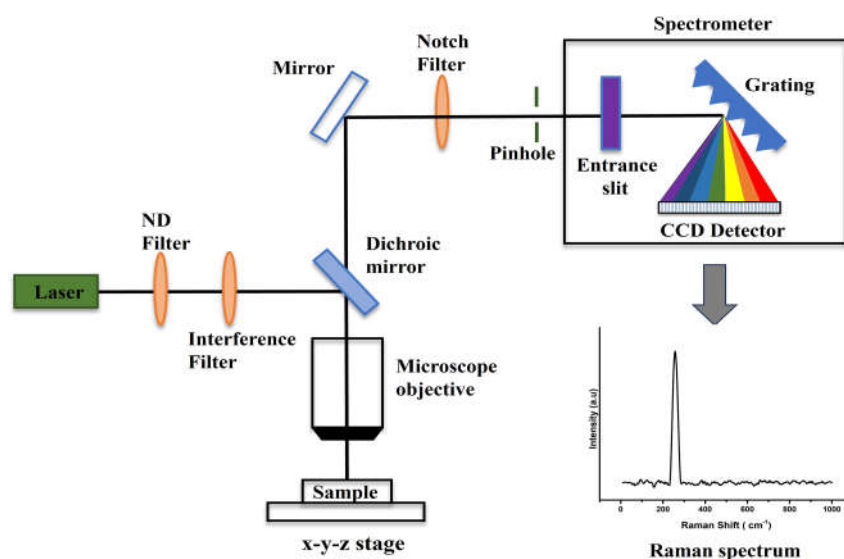 Spectrometer
Notch
Filter
Mirror
Grating
Pinhole
Entrance
slit
CCD Detector
ND
Filter
Dichroic
mirror
Laser
Interference
Filter
Microscope
objective
Sample
x-y-z stage
Intensity (a.u)
0 200 400 600 800 1000
Raman Shift ( cm-1)
Raman spectrum